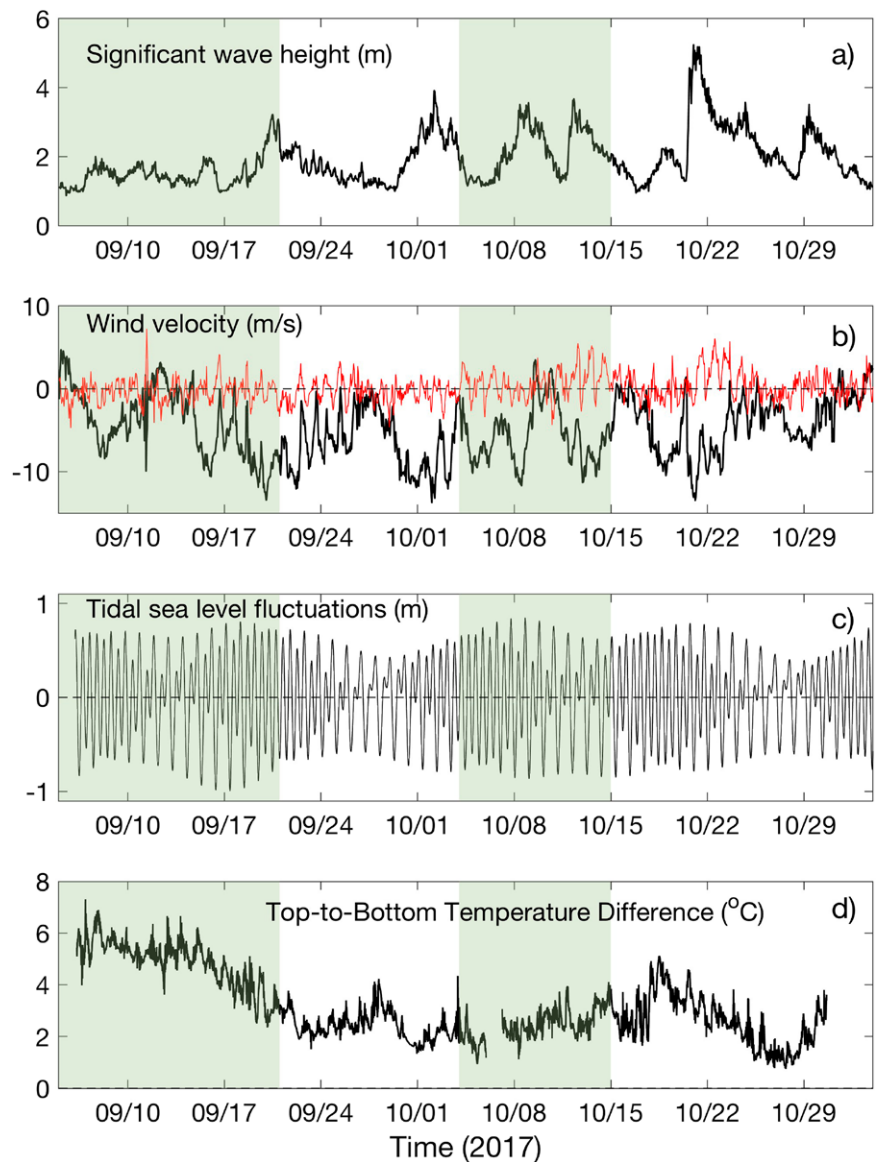 6
4
2
0
Significant wave height (m)
a)
09/10 09/17 09/24 10/01 10/08 10/15 10/22 10/29
10
0
-10
Wind velocity (m/s)
b)
09/10 09/17 09/24 10/01 10/08 10/15 10/22 10/29
1
0
-1
Tidal sea level fluctuations (m)
c)
09/10 09/17 09/24 10/01 10/08 10/15 10/22 10/29
8
6
4
2
0
Top-to-Bottom Temperature Difference (°C)
d)
09/10 09/17 09/24 10/01 10/08 10/15 10/22 10/29
Time (2017)